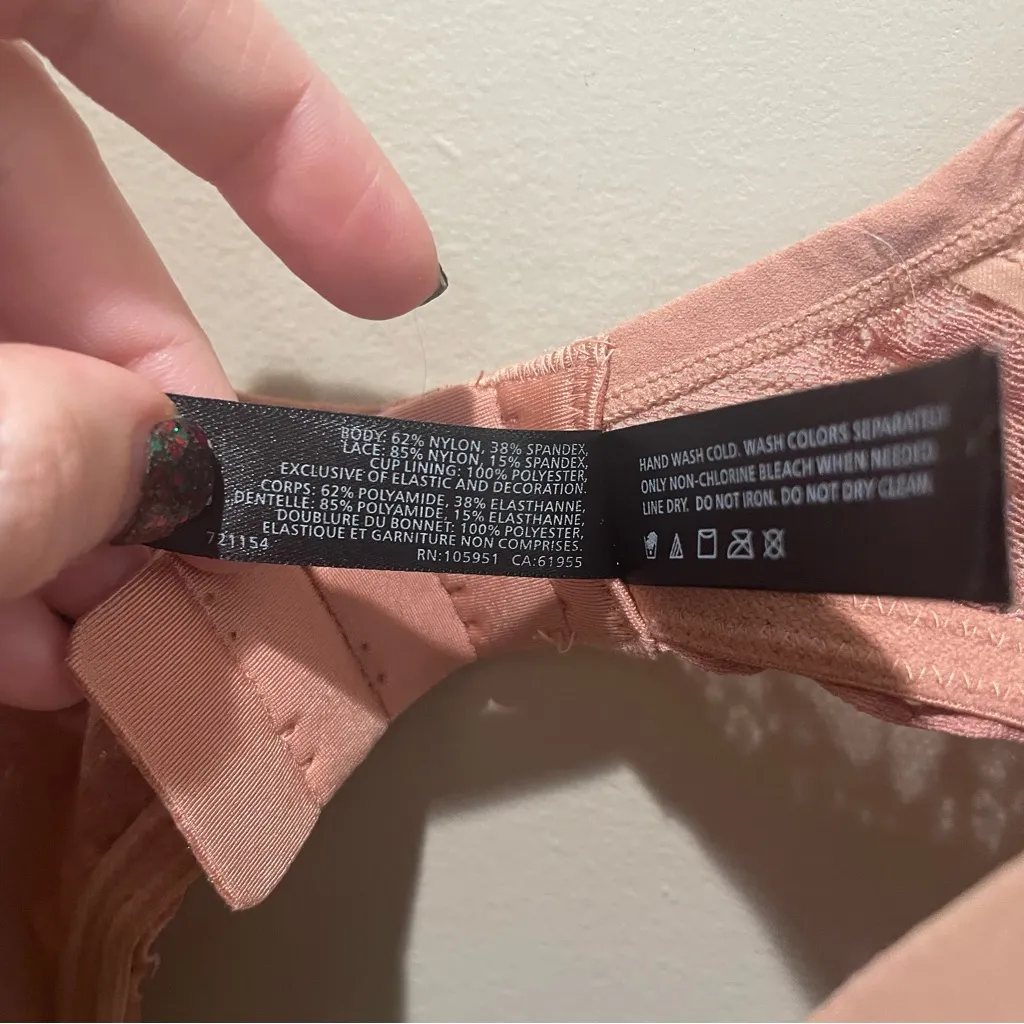 BODY: 62% NYLON, 38% SPANDEX,
LACE: 85% NYLON, 15% SPANDEX,
CUP LINING: 100% POLYESTER,
EXCLUSIVE OF ELASTIC AND DECORATION.
CORPS: 62% POLYAMIDE, 38% ELASTHANNE,
DENTELLE: 85% POLYAMIDE, 15% ELASTHANNE,
DOUBLURE DU BONNET: 100% POLYESTER,
ELASTIQUE ET GARNITURE NON COMPRISES.
721154
RN:105951 CA:61955
HAND WASH COLD. WASH COLORS SEPARATELY.
ONLY NON-CHLORINE BLEACH WHEN NEEDED.
LINE DRY. DO NOT IRON. DO NOT DRY CLEAN.